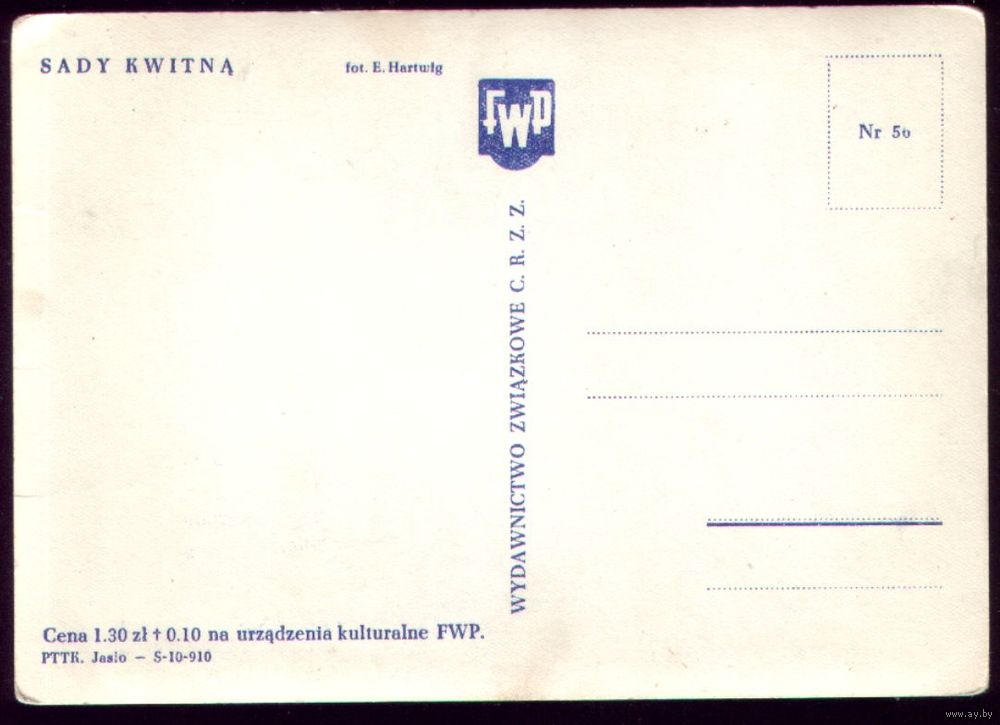 SADY KWITNĄ
fot. E. Hartwig
FWP
Nr 56
WYDAWNICTWO ZWIĄZKOWE C. R. Z. Z.
Cena 1.30 zł + 0.10 na urządzenia kulturalne FWP.
PTTK. Jasło — S-10-910
www.ay.by